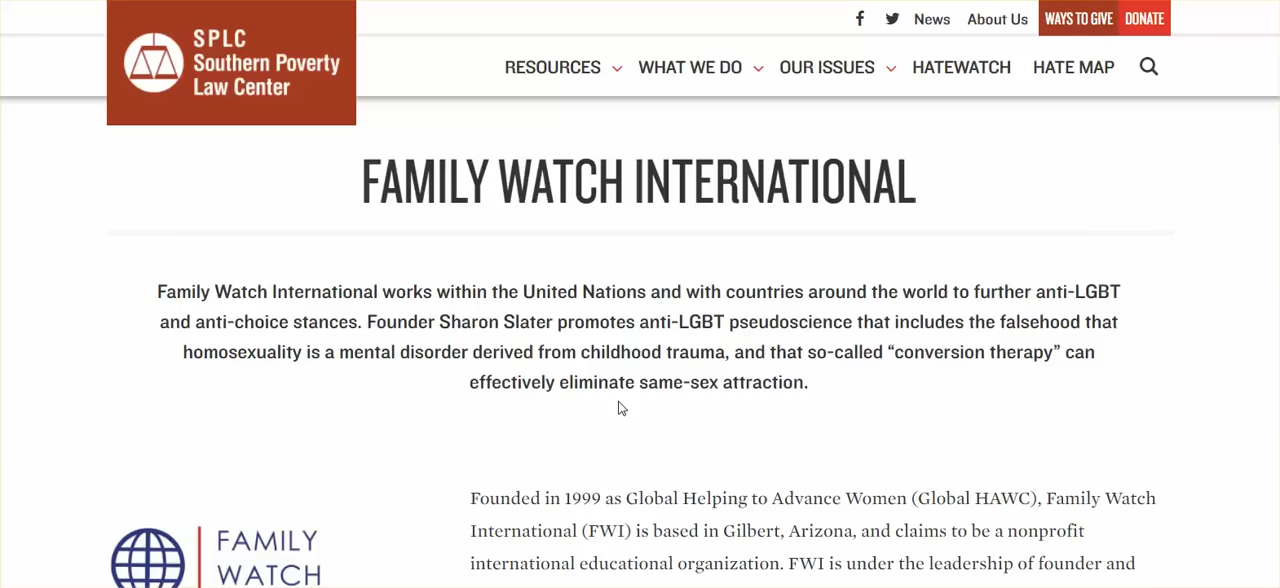 News About Us WAYS TO GIVE DONATE
SPLC
Southern Poverty
Law Center
RESOURCES WHAT WE DO OUR ISSUES HATEWATCH HATE MAP
FAMILY WATCH INTERNATIONAL
Family Watch International works within the United Nations and with countries around the world to further anti-LGBT
and anti-choice stances. Founder Sharon Slater promotes anti-LGBT pseudoscience that includes the falsehood that
homosexuality is a mental disorder derived from childhood trauma, and that so-called “conversion therapy” can
effectively eliminate same-sex attraction.
FAMILY
WATCH
Founded in 1999 as Global Helping to Advance Women (Global HAWC), Family Watch
International (FWI) is based in Gilbert, Arizona, and claims to be a nonprofit
international educational organization. FWI is under the leadership of founder and